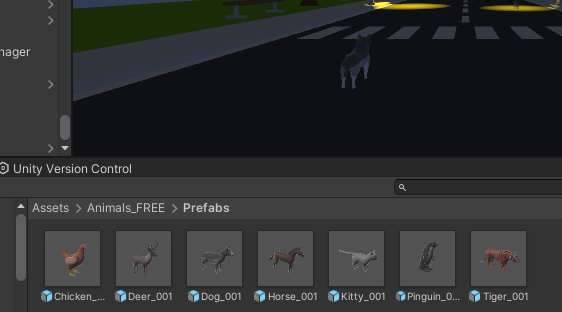 nager
Unity Version Control
Assets > Animals_FREE > Prefabs
Chicken_... Deer_001 Dog_001 Horse_001 Kitty_001 Pinguin_0... Tiger_001